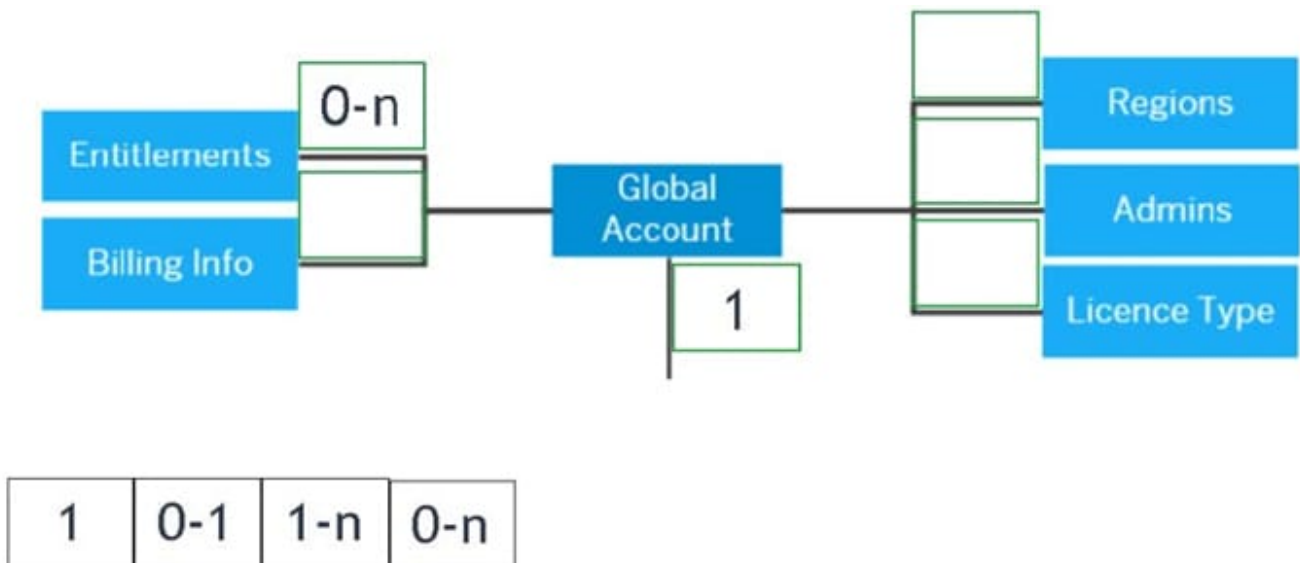 0-n
Entitlements
Billing Info
Global
Account
1
Regions
Admins
Licence Type
1
0-1
1-n
0-n